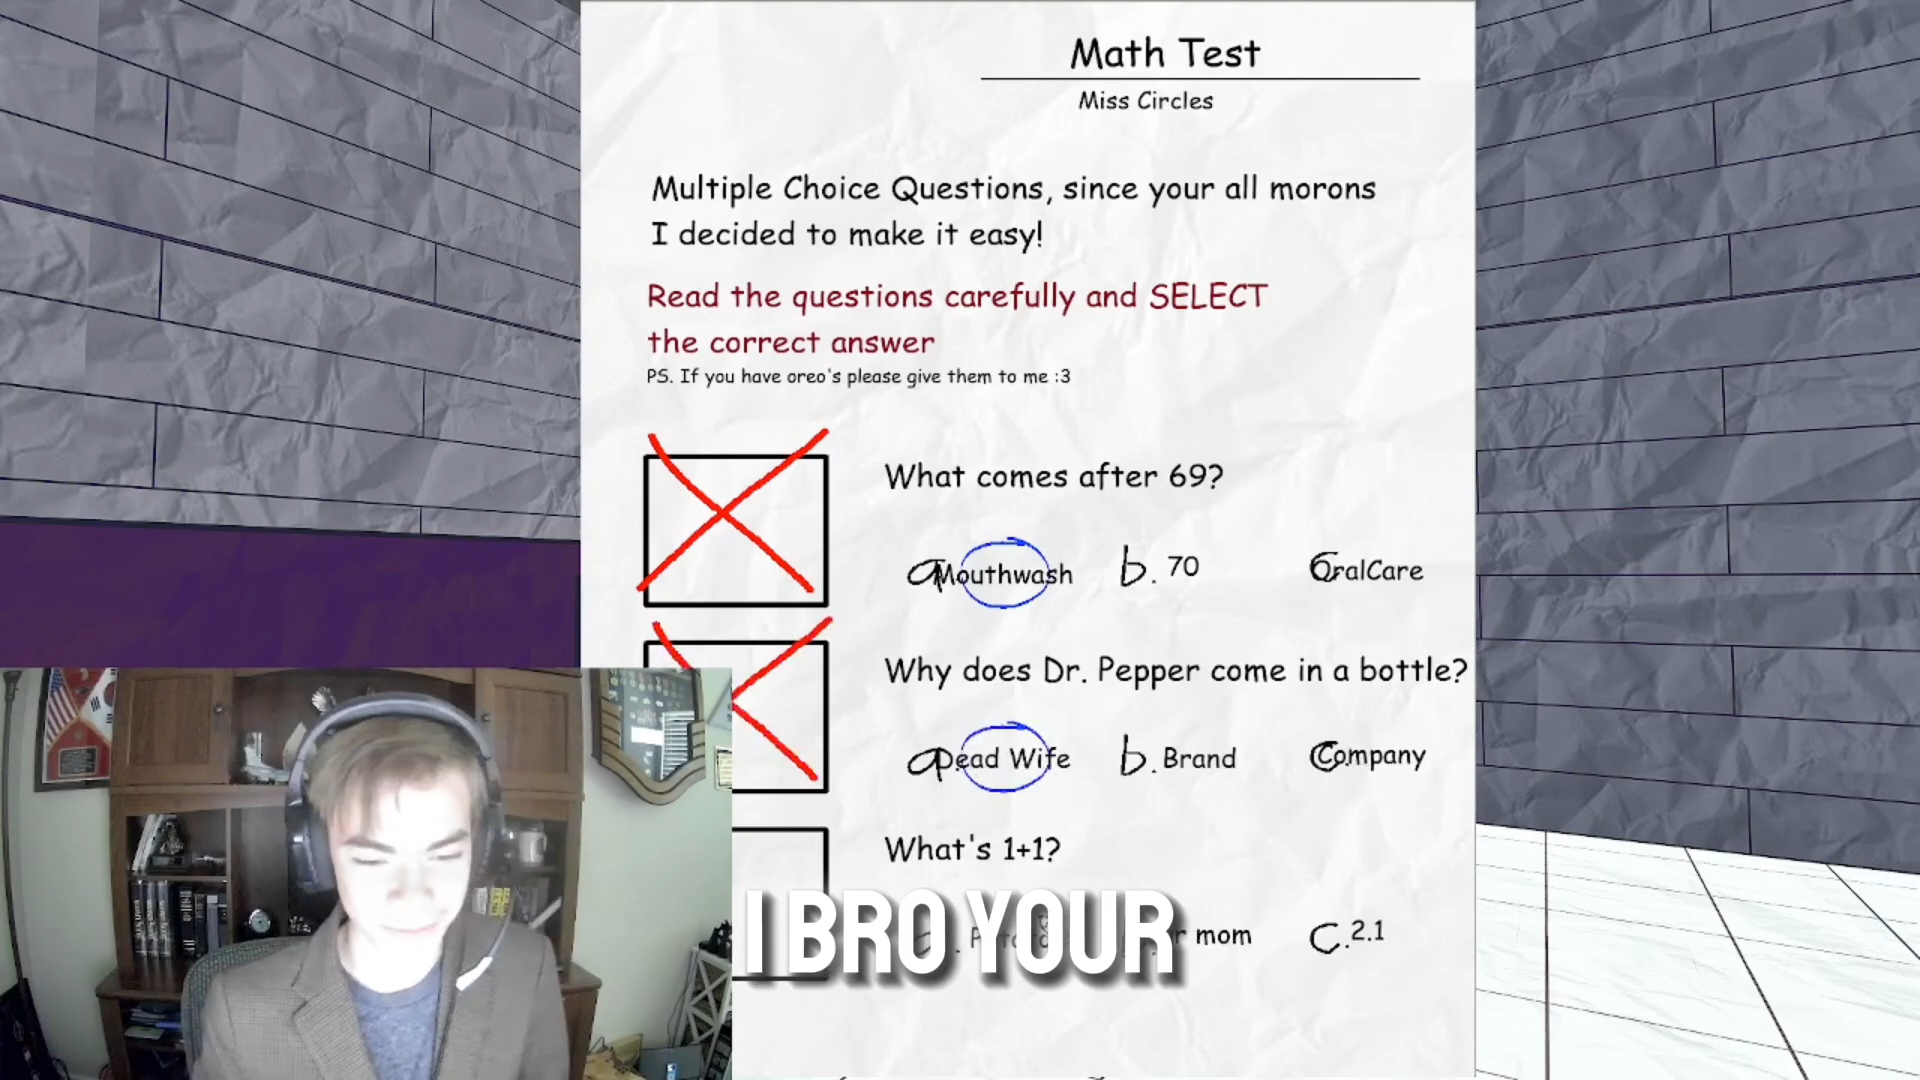 Math Test
Miss Circles
Multiple Choice Questions, since your all morons
I decided to make it easy!
Read the questions carefully and SELECT
the correct answer
PS. If you have oreo's please give them to me :3
What comes after 69?
a. Mouthwash b. 70 c. OralCare
Why does Dr. Pepper come in a bottle?
a. Dead Wife b. Brand c. Company
What's 1+1?
mom c. 2.1
I BRO YOUR